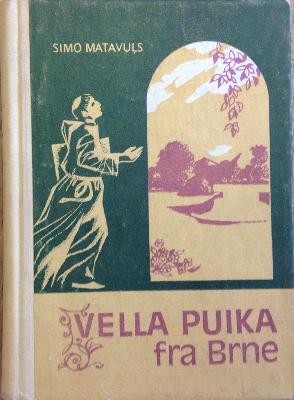 SIMO MATAVUĻS
VELLA PUIKA
fra Brne